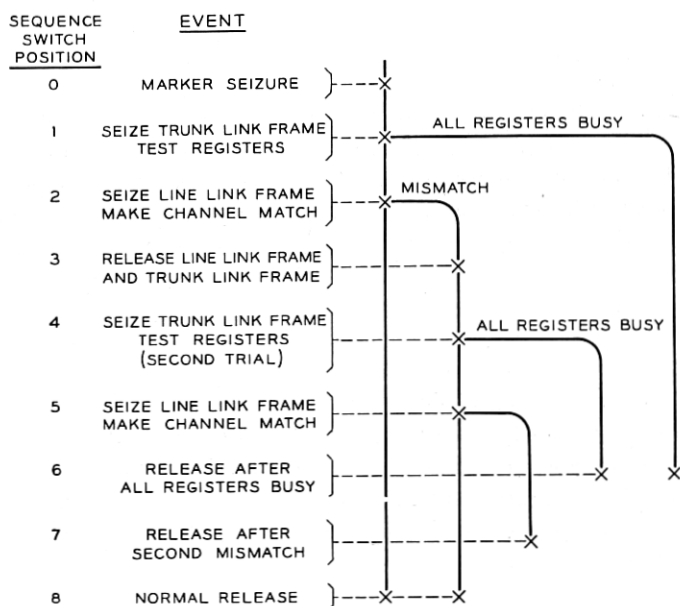 SEQUENCE
SWITCH
POSITION
EVENT
0 MARKER SEIZURE
1 SEIZE TRUNK LINK FRAME
TEST REGISTERS
ALL REGISTERS BUSY
2 SEIZE LINE LINK FRAME
MAKE CHANNEL MATCH
MISMATCH
3 RELEASE LINE LINK FRAME
AND TRUNK LINK FRAME
4 SEIZE TRUNK LINK FRAME
TEST REGISTERS
(SECOND TRIAL)
ALL REGISTERS BUSY
5 SEIZE LINE LINK FRAME
MAKE CHANNEL MATCH
6 RELEASE AFTER
ALL REGISTERS BUSY
7 RELEASE AFTER
SECOND MISMATCH
8 NORMAL RELEASE